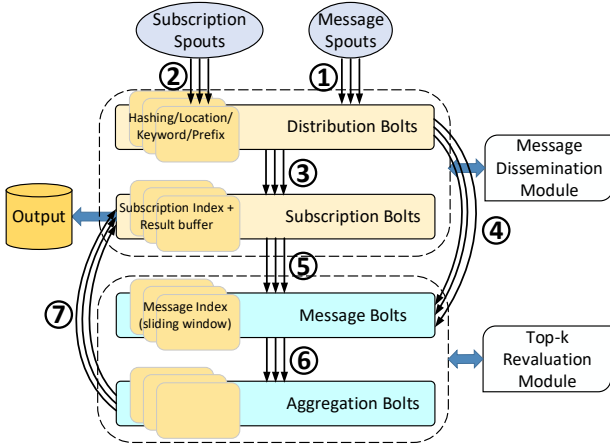 Subscription
Spouts
Message
Spouts
②
①
Hashing/Location/
Keyword/Prefix
Distribution Bolts
Message
Dissemination
Module
③
Output
Subscription Index +
Result buffer
Subscription Bolts
④
⑤
⑦
Message Index
(sliding window)
Message Bolts
⑥
Top-k
Revaluation
Module
Aggregation Bolts